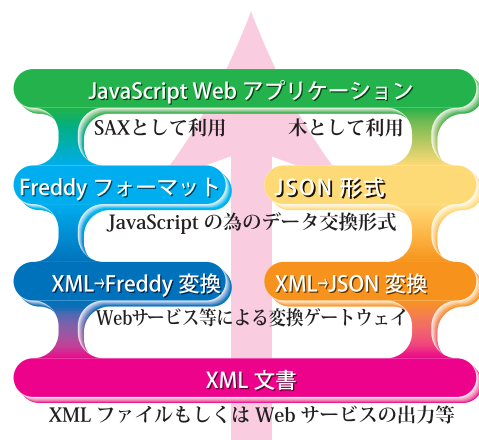 JavaScript Web アプリケーション
SAXとして利用 木として利用
Freddy フォーマット JSON 形式
JavaScript の為のデータ交換形式
XML→Freddy 変換 XML→JSON 変換
Webサービス等による変換ゲートウェイ
XML 文書
XML ファイルもしくは Web サービスの出力等